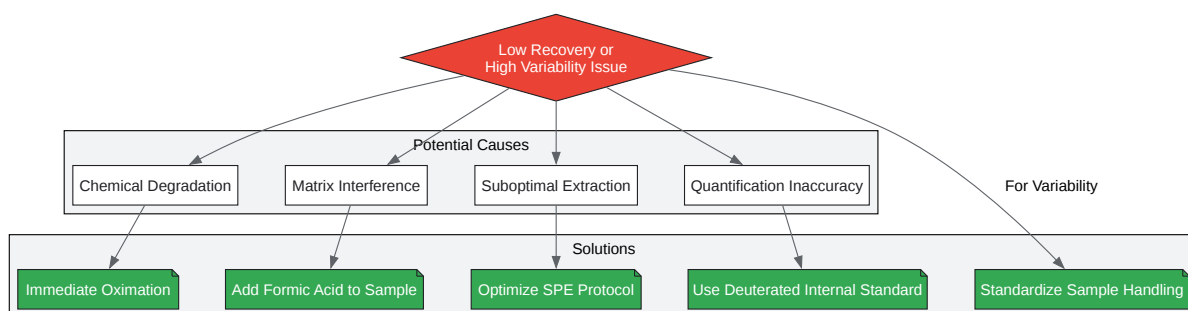 Low Recovery or
High Variability Issue
Potential Causes
Chemical Degradation
Matrix Interference
Suboptimal Extraction
Quantification Inaccuracy
For Variability
Solutions
Immediate Oximation
Add Formic Acid to Sample
Optimize SPE Protocol
Use Deuterated Internal Standard
Standardize Sample Handling